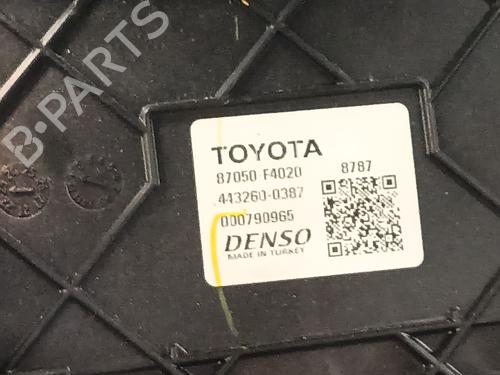 B-PARTS
TOYOTA
87050-F4020 8787
443260-0387
000790965
DENSO
MADE IN TURKEY